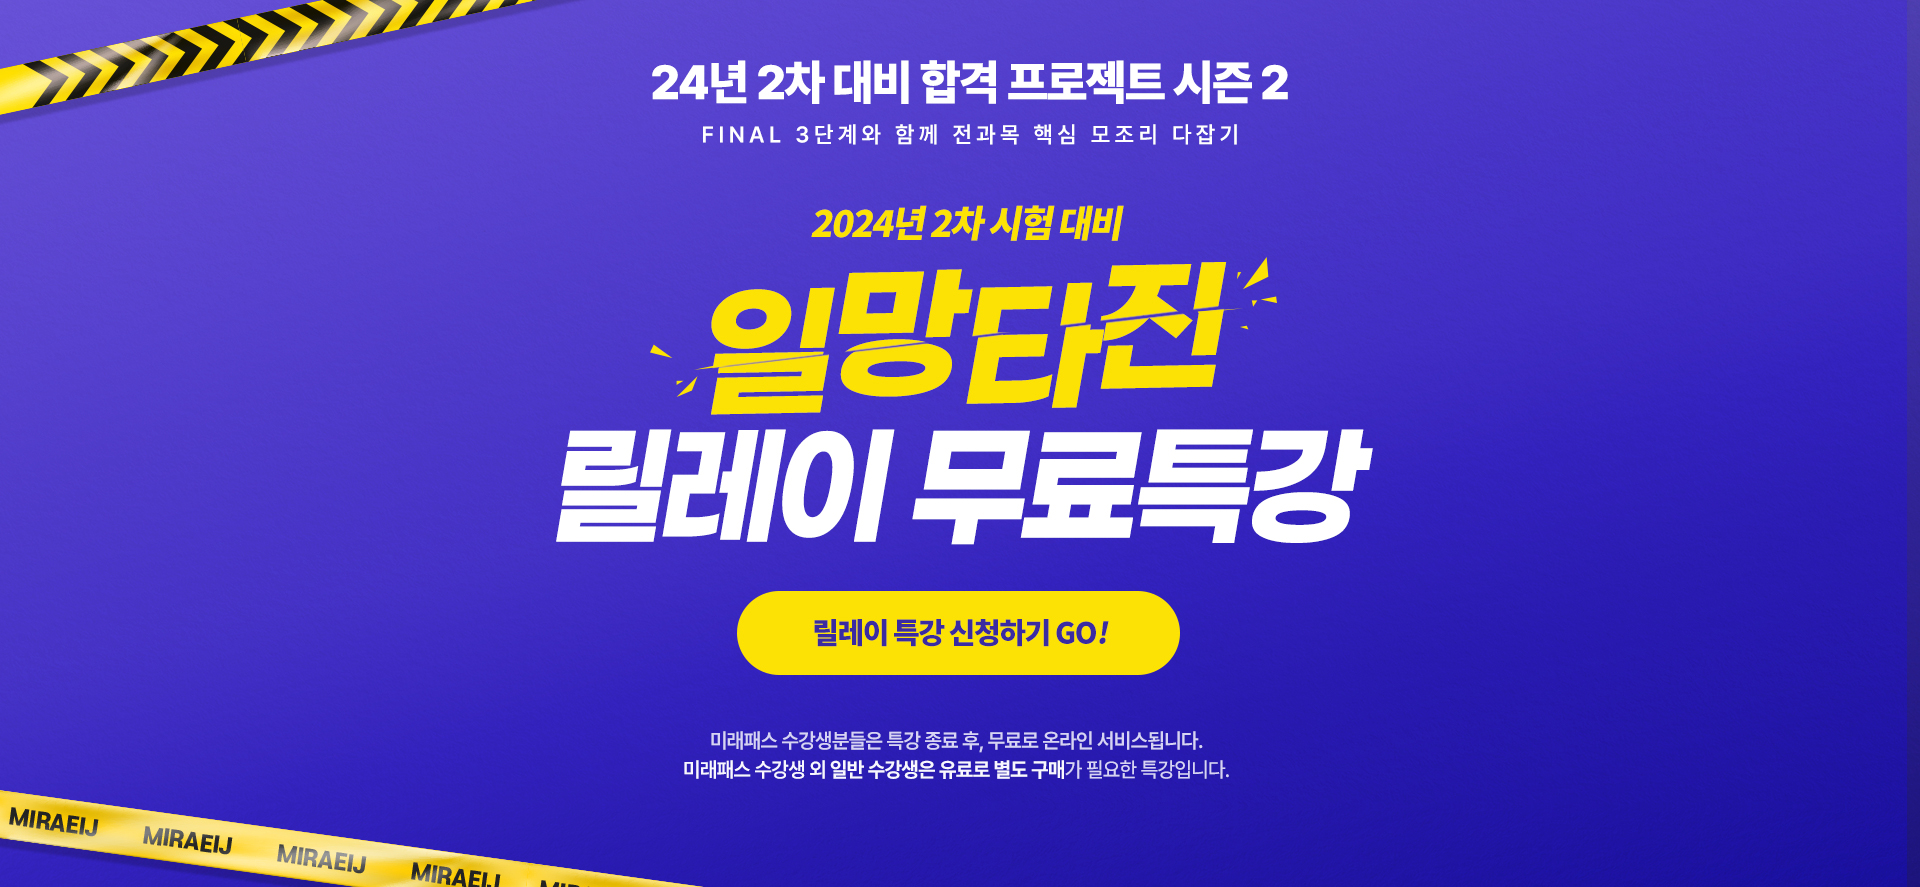 24년 2차 대비 합격 프로젝트 시즌 2
FINAL 3단계와 함께 전과목 핵심 모조리 다잡기
2024년 2차 시험 대비
일망타진
릴레이 무료특강
릴레이 특강 신청하기 GO!
미래패스 수강생분들은 특강 종료 후, 무료로 온라인 서비스됩니다.
미래패스 수강생 외 일반 수강생은 유료로 별도 구매가 필요한 특강입니다.
MIRAEIJ MIRAEIJ MIRAEIJ MIRAEIJ